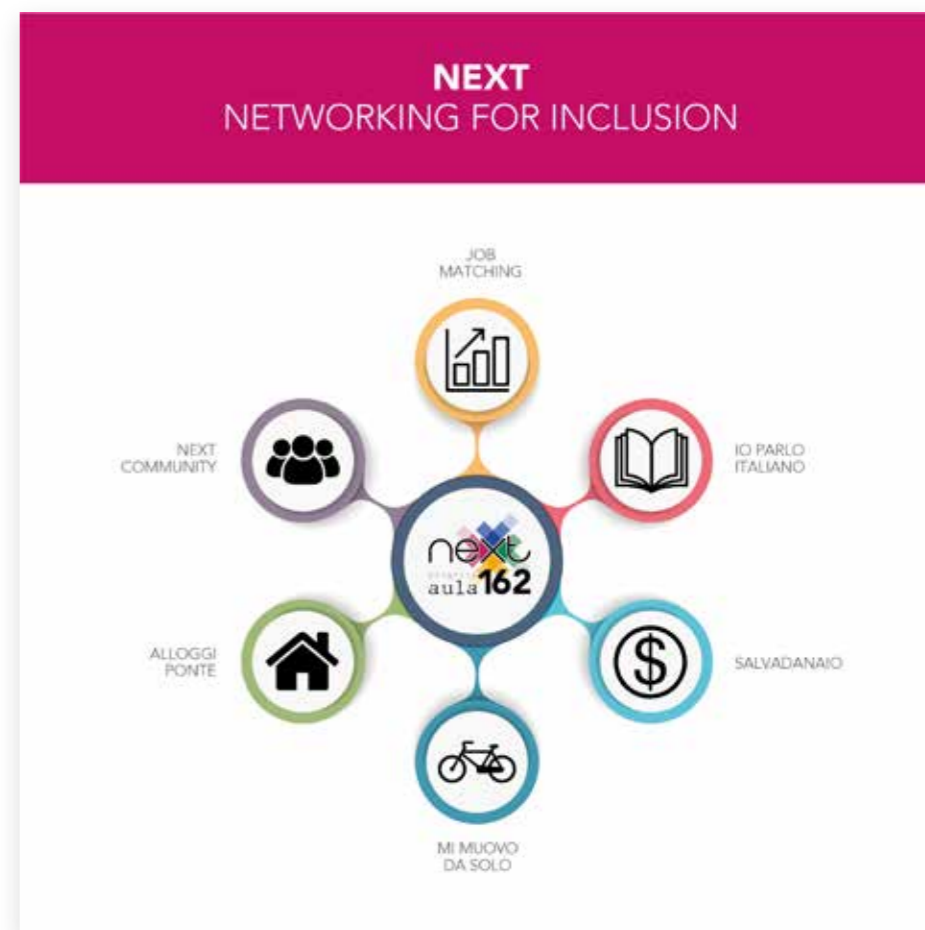 NEXT
NETWORKING FOR INCLUSION
JOB
MATCHING
NEXT
COMMUNITY
IO PARLO
ITALIANO
next
aula162
ALLOGGI
PONTE
$
SALVADANAIO
MI MUOVO
DA SOLO